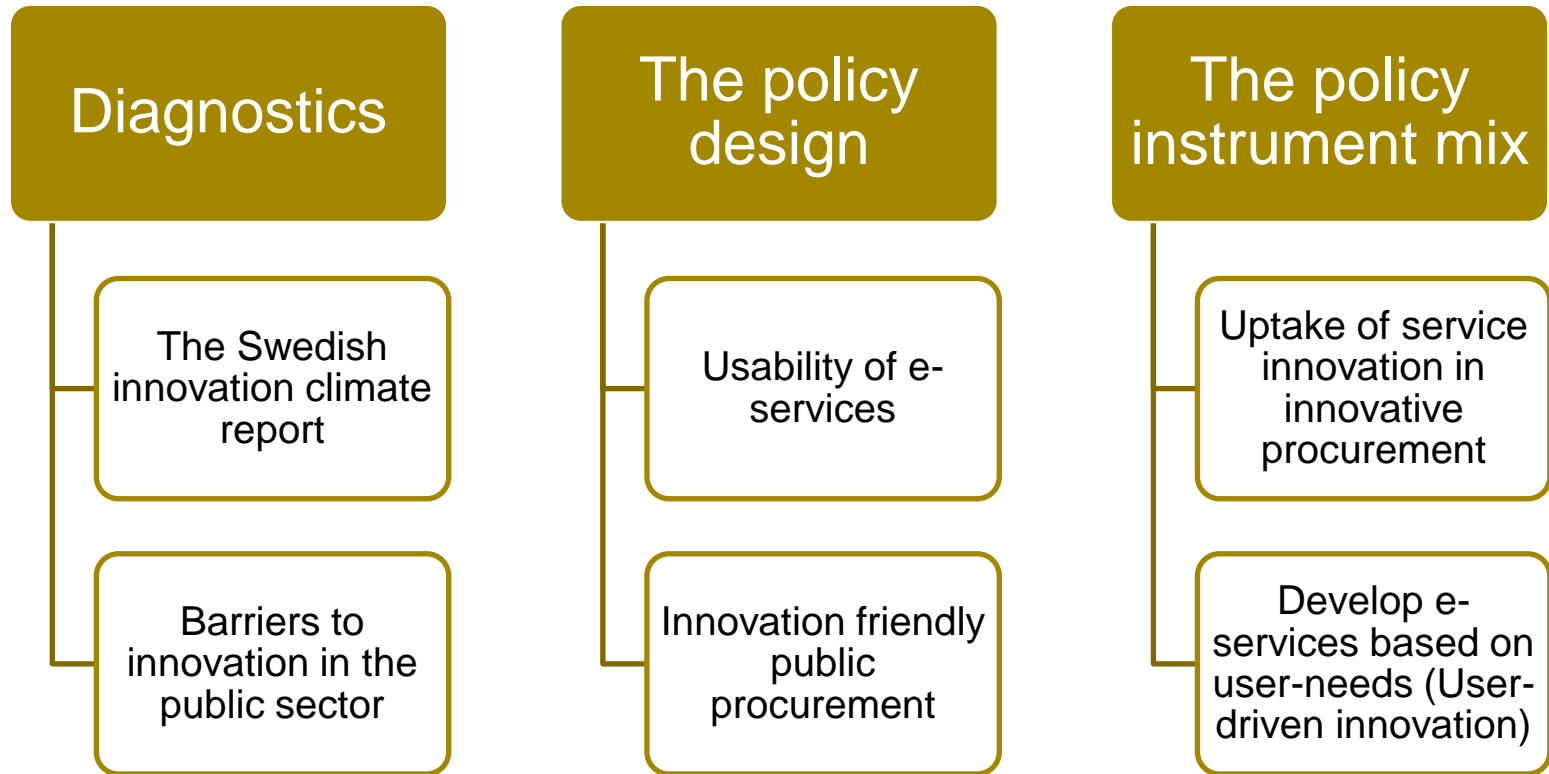 Diagnostics
The Swedish
innovation climate
report
Barriers to
innovation in the
public sector
The policy
design
Usability of e-
services
Innovation friendly
public
procurement
The policy
instrument mix
Uptake of service
innovation in
innovative
procurement
Develop e-
services based on
user-needs (User-
driven innovation)